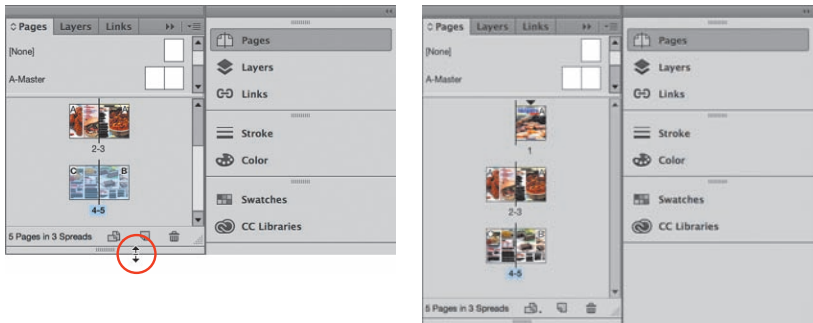 Pages Layers Links
[None]
A-Master
A A
2-3
C B
4-5
5 Pages in 3 Spreads
Pages
Layers
Links
Stroke
Color
Swatches
CC Libraries
Pages Layers Links
[None]
A-Master
A
1
A A
2-3
C B
4-5
5 Pages in 3 Spreads
Pages
Layers
Links
Stroke
Color
Swatches
CC Libraries